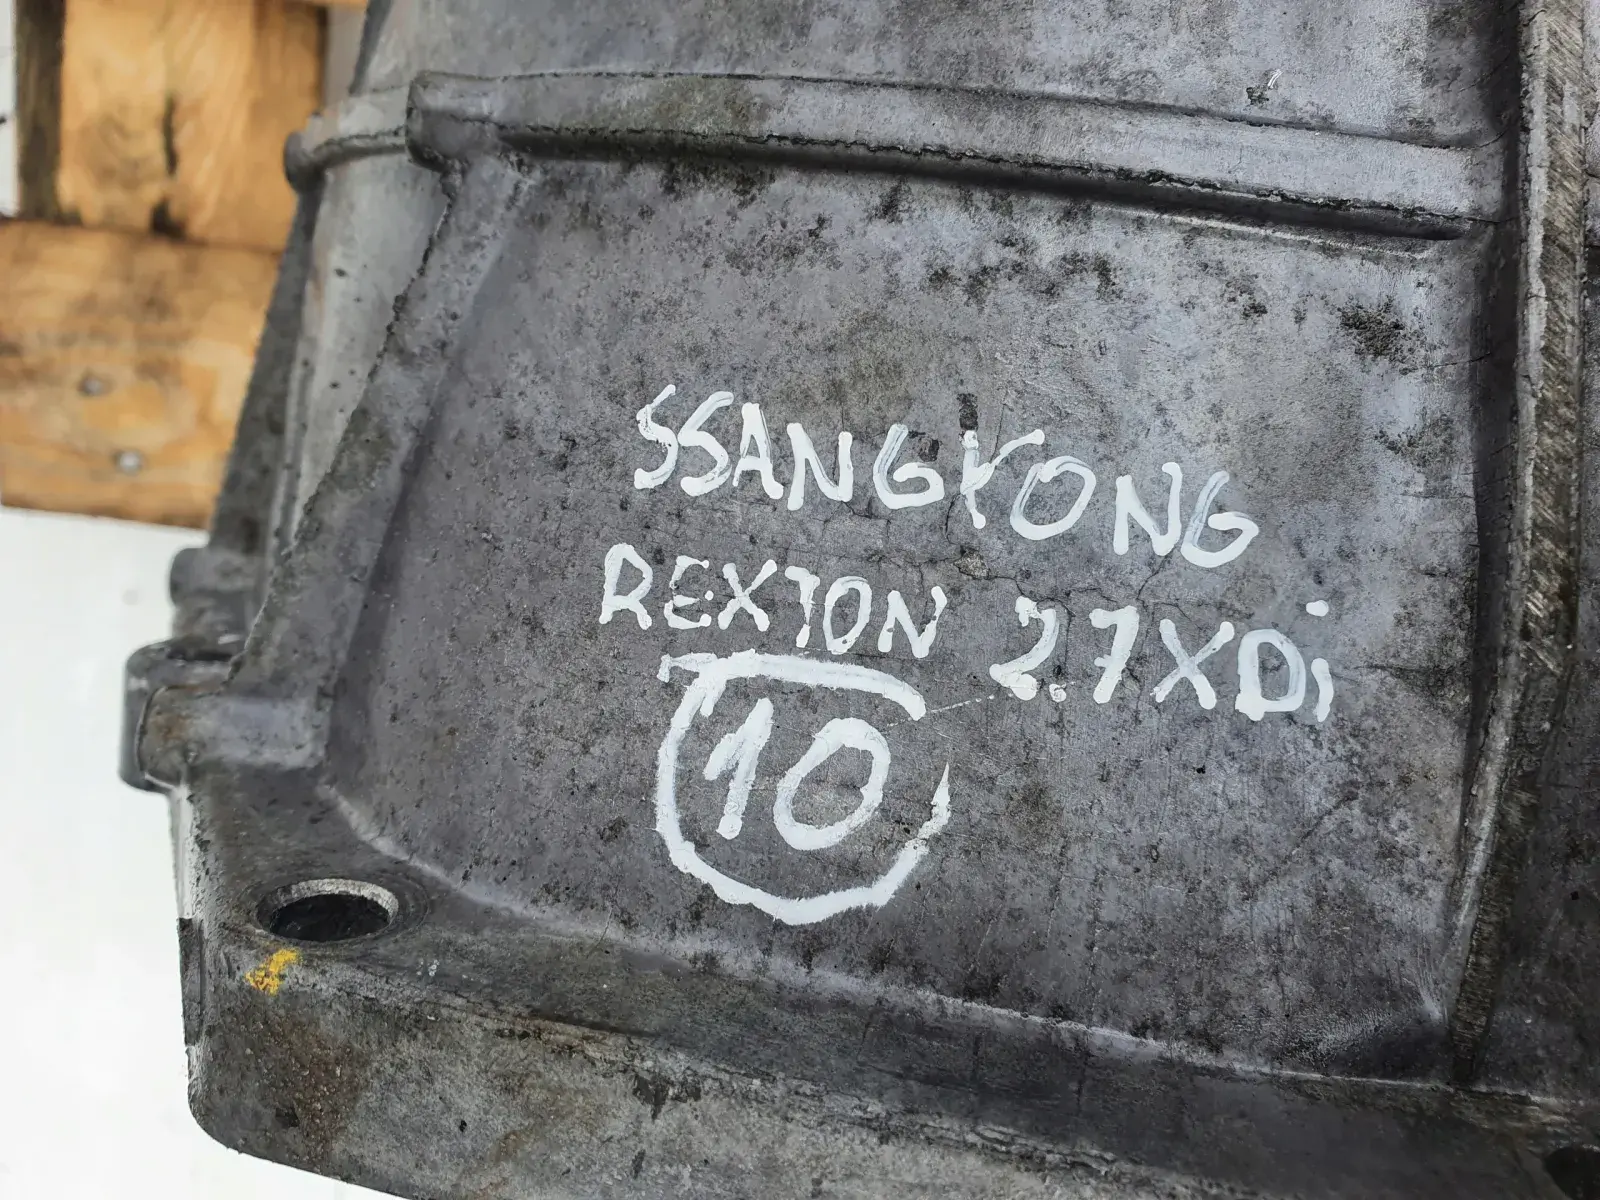 SSANGYONG
REXTON 2.7XDi
10